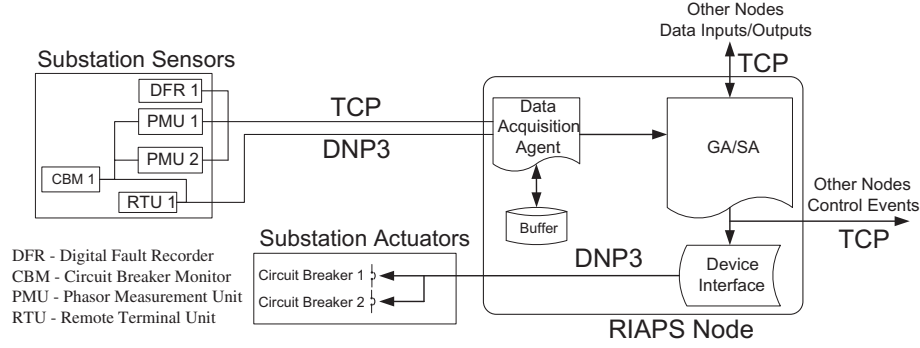 Other Nodes
Data Inputs/Outputs
TCP
Substation Sensors
DFR 1
PMU 1
PMU 2
CBM 1
RTU 1
TCP
DNP3
Data
Acquisition
Agent
GA/SA
Buffer
Other Nodes
Control Events
TCP
DFR - Digital Fault Recorder
CBM - Circuit Breaker Monitor
PMU - Phasor Measurement Unit
RTU - Remote Terminal Unit
Substation Actuators
Circuit Breaker 1
Circuit Breaker 2
DNP3
Device
Interface
RIAPS Node